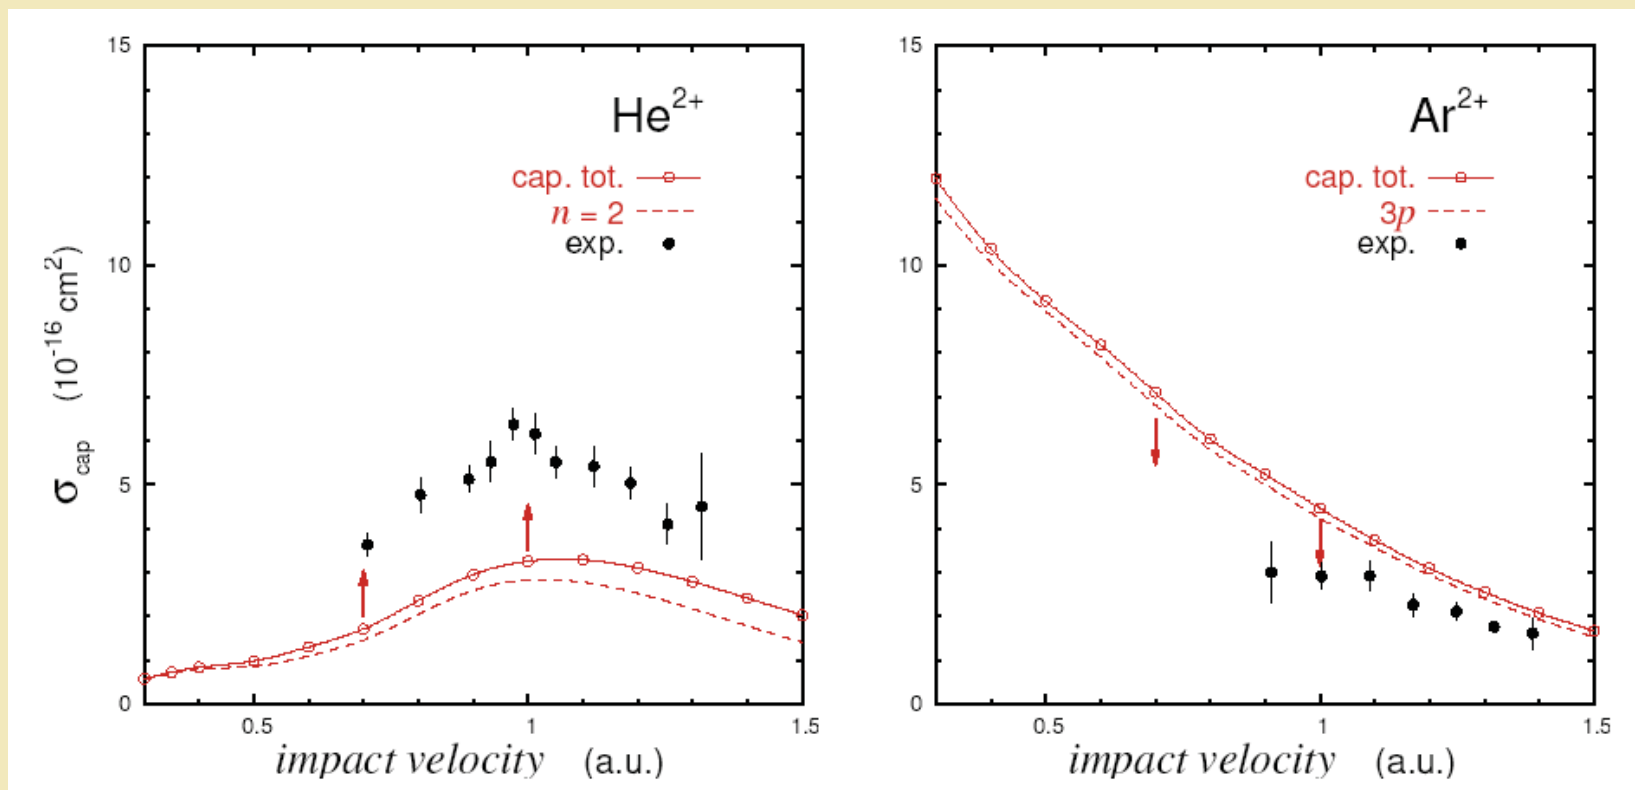 15
10
5
0
σcap (10⁻¹⁶ cm²)
He²⁺
cap. tot.
n = 2
exp.
0.5
1
1.5
impact velocity (a.u.)
15
10
5
0
Ar²⁺
cap. tot.
3p
exp.
0.5
1
1.5
impact velocity (a.u.)